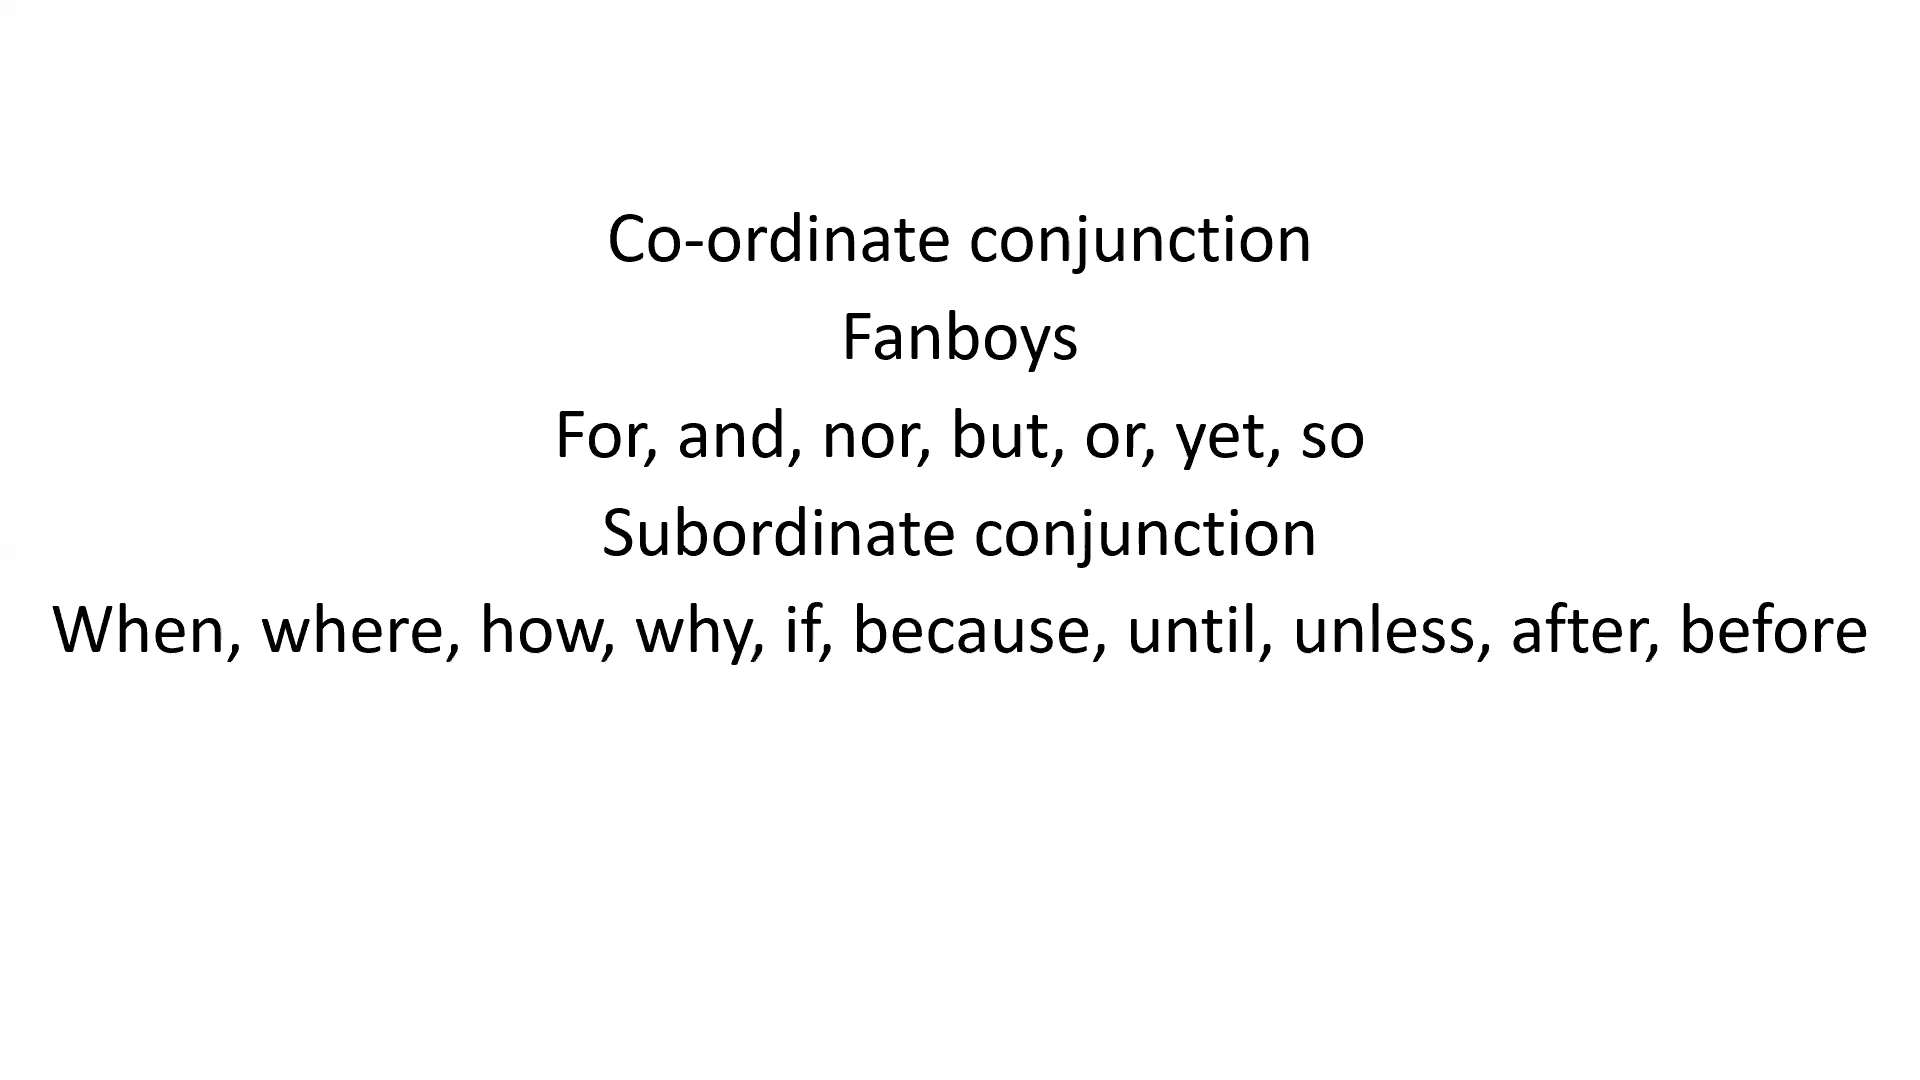 Co-ordinate conjunction
Fanboys
For, and, nor, but, or, yet, so
Subordinate conjunction
When, where, how, why, if, because, until, unless, after, before